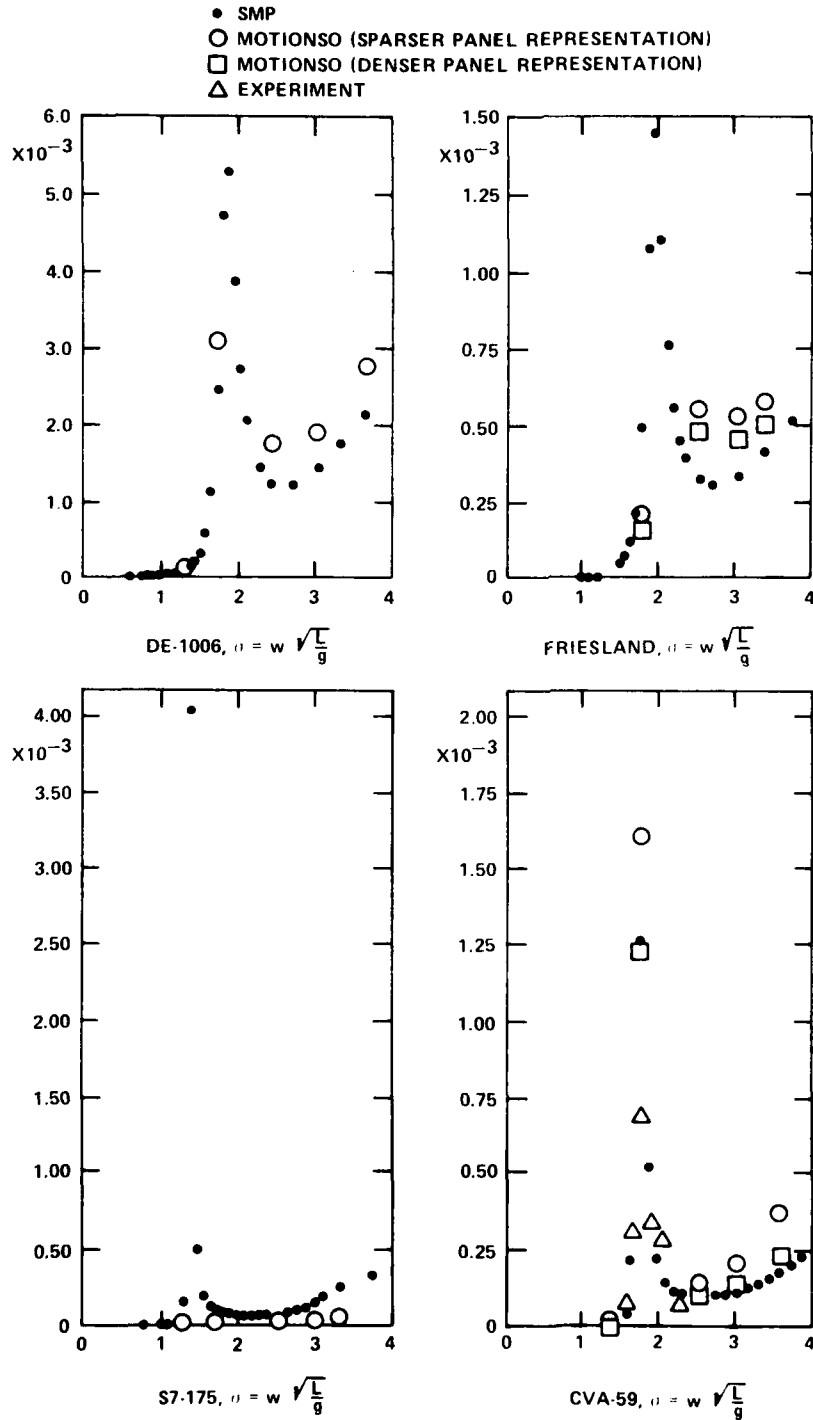 ● SMP
○ MOTIONSO (SPARSER PANEL REPRESENTATION)
□ MOTIONSO (DENSER PANEL REPRESENTATION)
△ EXPERIMENT
6.0
X10⁻³
5.0
4.0
3.0
2.0
1.0
0
0 1 2 3 4
DE-1006, σ = w √L/g
1.50
X10⁻³
1.25
1.00
0.75
0.50
0.25
0
0 1 2 3 4
FRIESLAND, σ = w √L/g
4.00
X10⁻³
3.50
3.00
2.50
2.00
1.50
1.00
0.50
0
0 1 2 3 4
S7-175, σ = w √L/g
2.00
X10⁻³
1.75
1.50
1.25
1.00
0.75
0.50
0.25
0
0 1 2 3 4
CVA-59, σ = w √L/g